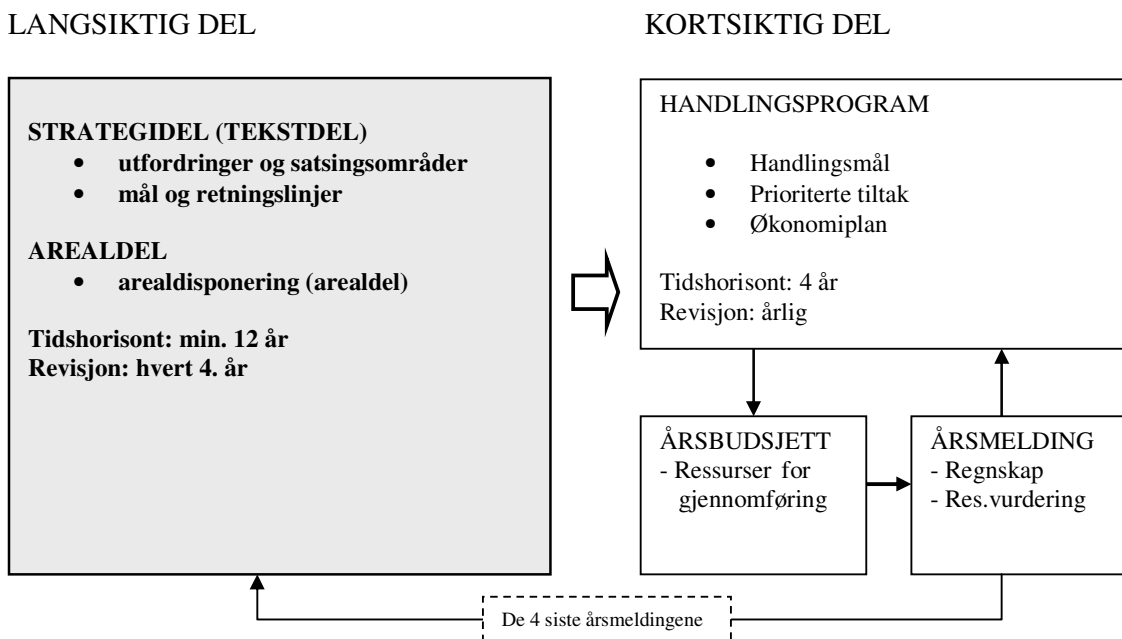 LANGSIKTIG DEL
STRATEGIDEL (TEKSTDEL)
• utfordringer og satsingsområder
• mål og retningslinjer
AREALDEL
• arealdisponering (arealdel)
Tidshorisont: min. 12 år
Revisjon: hvert 4. år
KORTSIKTIG DEL
HANDLINGSPROGRAM
• Handlingsmål
• Prioriterte tiltak
• Økonomiplan
Tidshorisont: 4 år
Revisjon: årlig
ÅRSBUDSJETT
- Ressurser for
gjennomføring
ÅRSMELDING
- Regnskap
- Res.vurdering
De 4 siste årsmeldingene